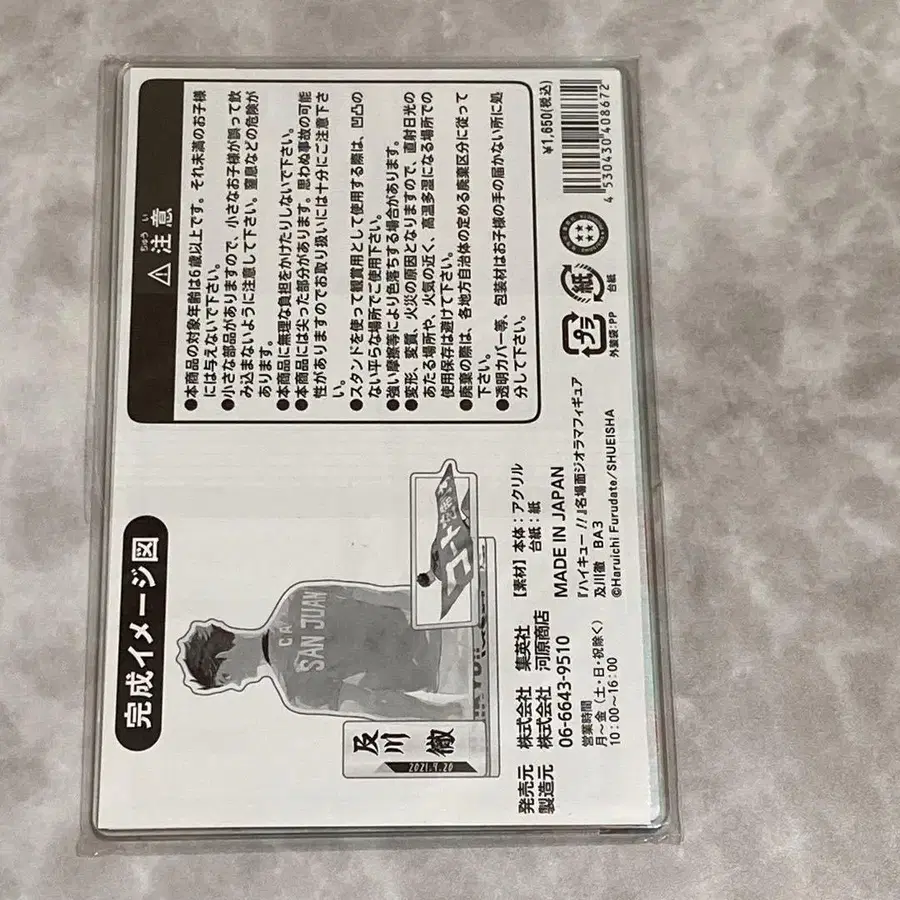 完成イメージ図
CA
SAN JUAN
及川 徹
2021.7.20
発売元 株式会社 集英社
製造元 株式会社 河原商店
06-6643-9510
営業時間
月～金（土・日・祝除く）
10：00～16：00
【素材】本体：アクリル
台紙：紙
MADE IN JAPAN
『ハイキュー!!』名場面ジオラマフィギュア
及川徹 BA3
©Haruichi Furudate/SHUEISHA
ちゅう い
注意
●本商品の対象年齢は6歳以上です。それ未満のお子様
には与えないで下さい。
●小さな部品がありますので、小さなお子様が誤って飲
み込まないように注意して下さい。窒息などの危険が
あります。
●本商品に無理な負担をかけたりしないで下さい。
●本商品には尖った部分があります。思わぬ事故の可能
性がありますのでお取り扱いには十分にご注意下さ
い。
●スタンドを使って観賞用として使用する際は、凹凸の
ない平らな場所でご使用下さい。
●強い摩擦等により色落ちする場合があります。
●変形、変質、火災の原因となりますので、直射日光の
あたる場所や、火気の近く、高温多湿になる場所での
使用保存は避けて下さい。
●廃棄の際は、各地方自治体の定める廃棄区分に従って
下さい。
●透明カバー等、包装材はお子様の手の届かない所に処
分して下さい。
プラ
外装袋：PP
紙
台紙
¥1,650(税込)
4 530430 408672